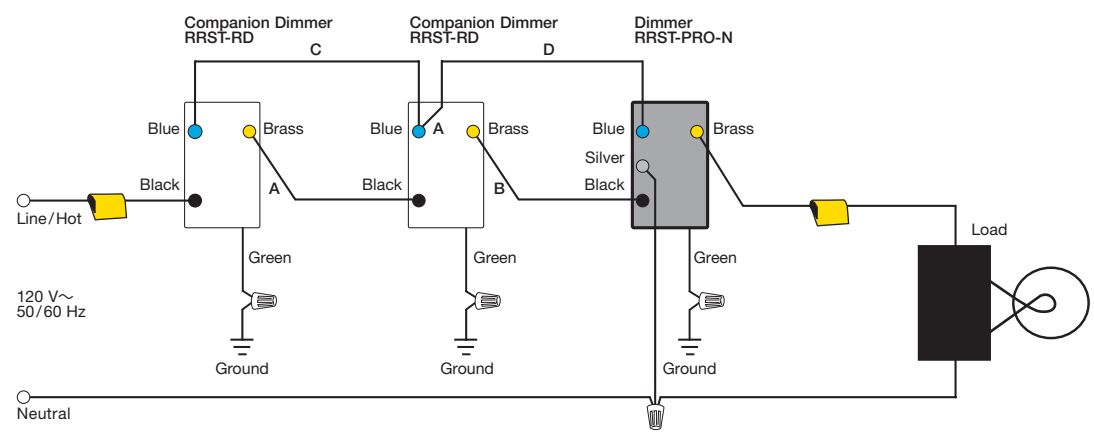 Companion Dimmer
RRST-RD
Companion Dimmer
RRST-RD
Dimmer
RRST-PRO-N
C
D
Blue
Brass
Blue
A
Brass
Blue
Brass
Silver
Black
A
Black
B
Black
Line/Hot
Load
Green
Green
Green
120 V~
50/60 Hz
Ground
Ground
Ground
Neutral